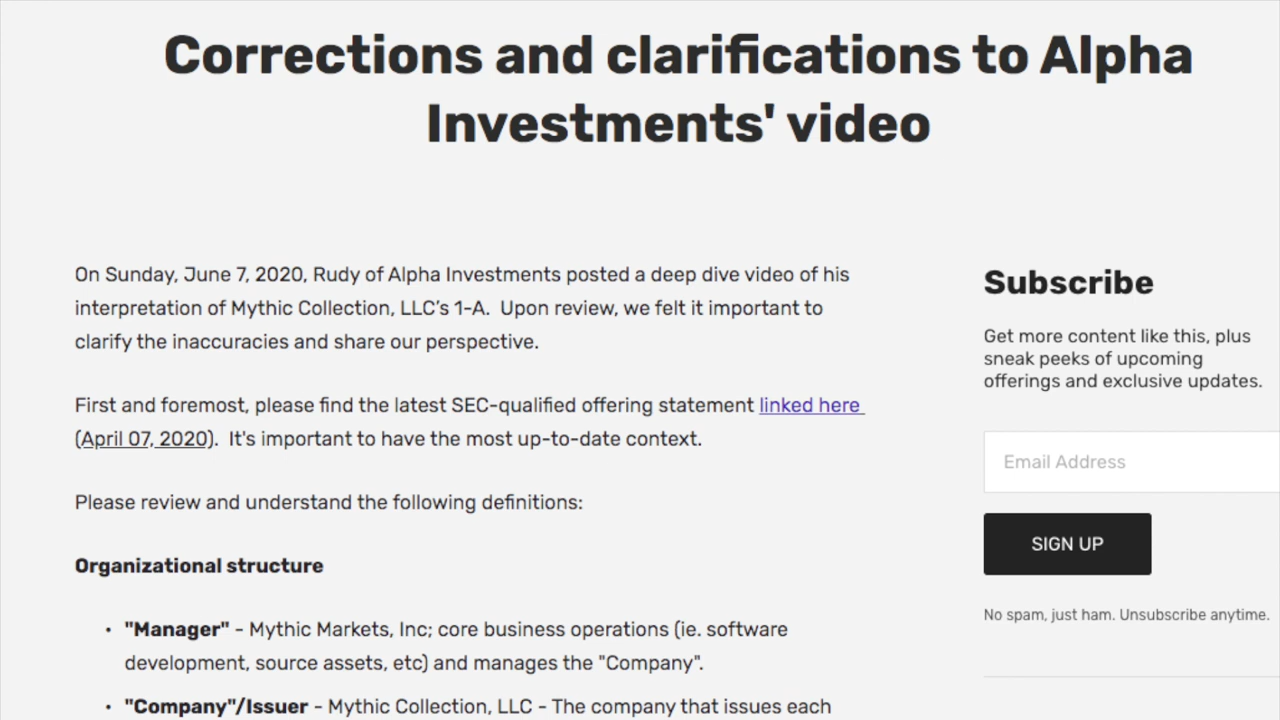 Corrections and clarifications to Alpha
Investments' video
On Sunday, June 7, 2020, Rudy of Alpha Investments posted a deep dive video of his
interpretation of Mythic Collection, LLC’s 1-A.  Upon review, we felt it important to
clarify the inaccuracies and share our perspective.
First and foremost, please find the latest SEC-qualified offering statement linked here
(April 07, 2020).  It's important to have the most up-to-date context.
Please review and understand the following definitions:
Organizational structure
• "Manager" - Mythic Markets, Inc; core business operations (ie. software
development, source assets, etc) and manages the "Company".
• "Company"/Issuer - Mythic Collection, LLC - The company that issues each
Subscribe
Get more content like this, plus
sneak peeks of upcoming
offerings and exclusive updates.
Email Address
SIGN UP
No spam, just ham. Unsubscribe anytime.